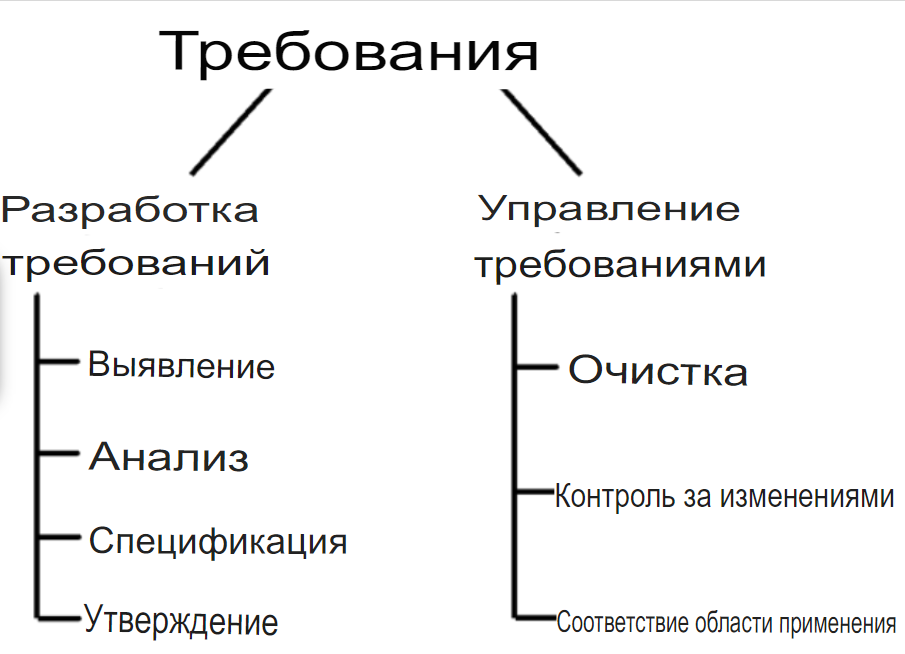 Требования
Разработка
требований
Выявление
Анализ
Спецификация
Утверждение
Управление
требованиями
Очистка
Контроль за изменениями
Соответствие области применения